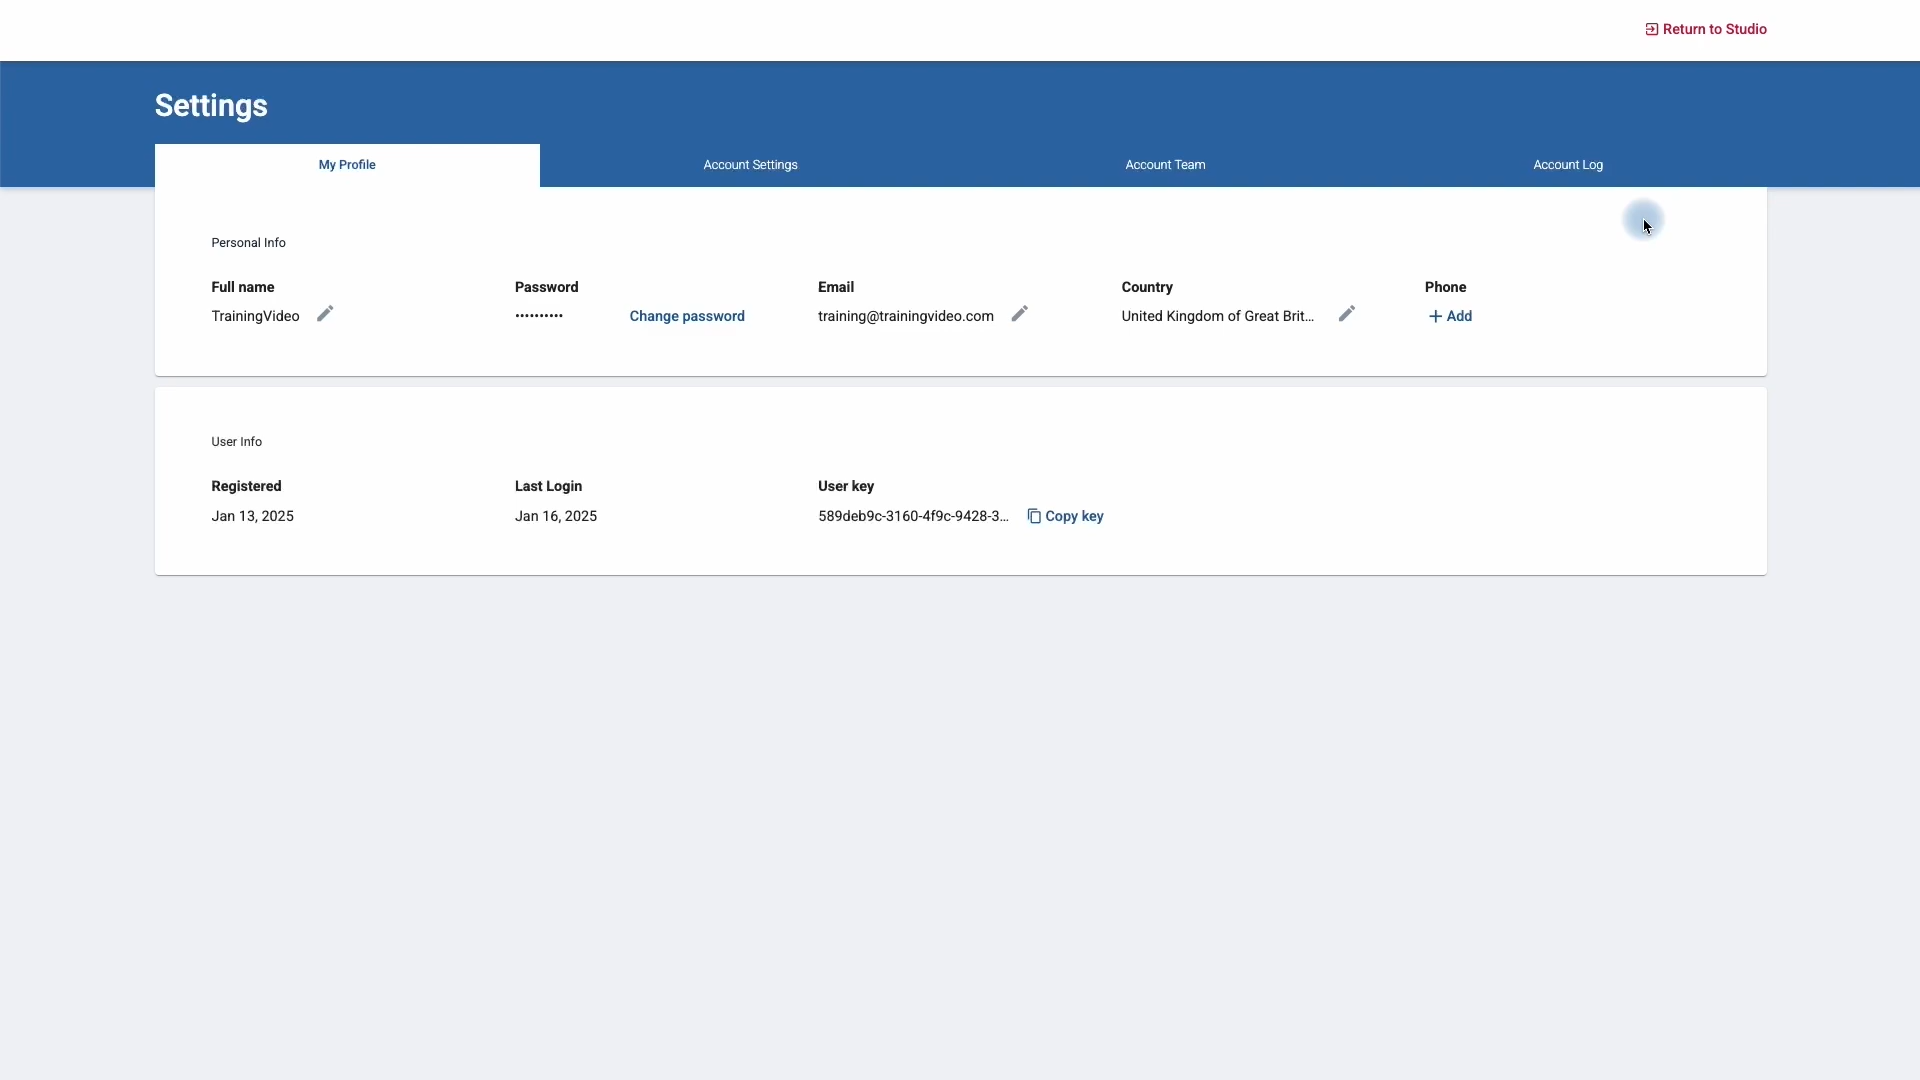 Return to Studio
Settings
My Profile Account Settings Account Team Account Log
Personal Info
Full name Password Email Country Phone
TrainingVideo •••••••••• Change password training@trainingvideo.com United Kingdom of Great Brit... + Add
User Info
Registered Last Login User key
Jan 13, 2025 Jan 16, 2025 589deb9c-3160-4f9c-9428-3... Copy key